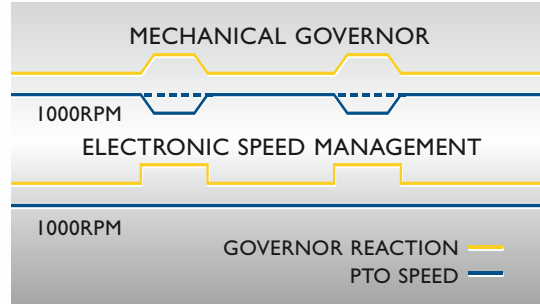 MECHANICAL GOVERNOR
1000RPM
ELECTRONIC SPEED MANAGEMENT
1000RPM
GOVERNOR REACTION
PTO SPEED